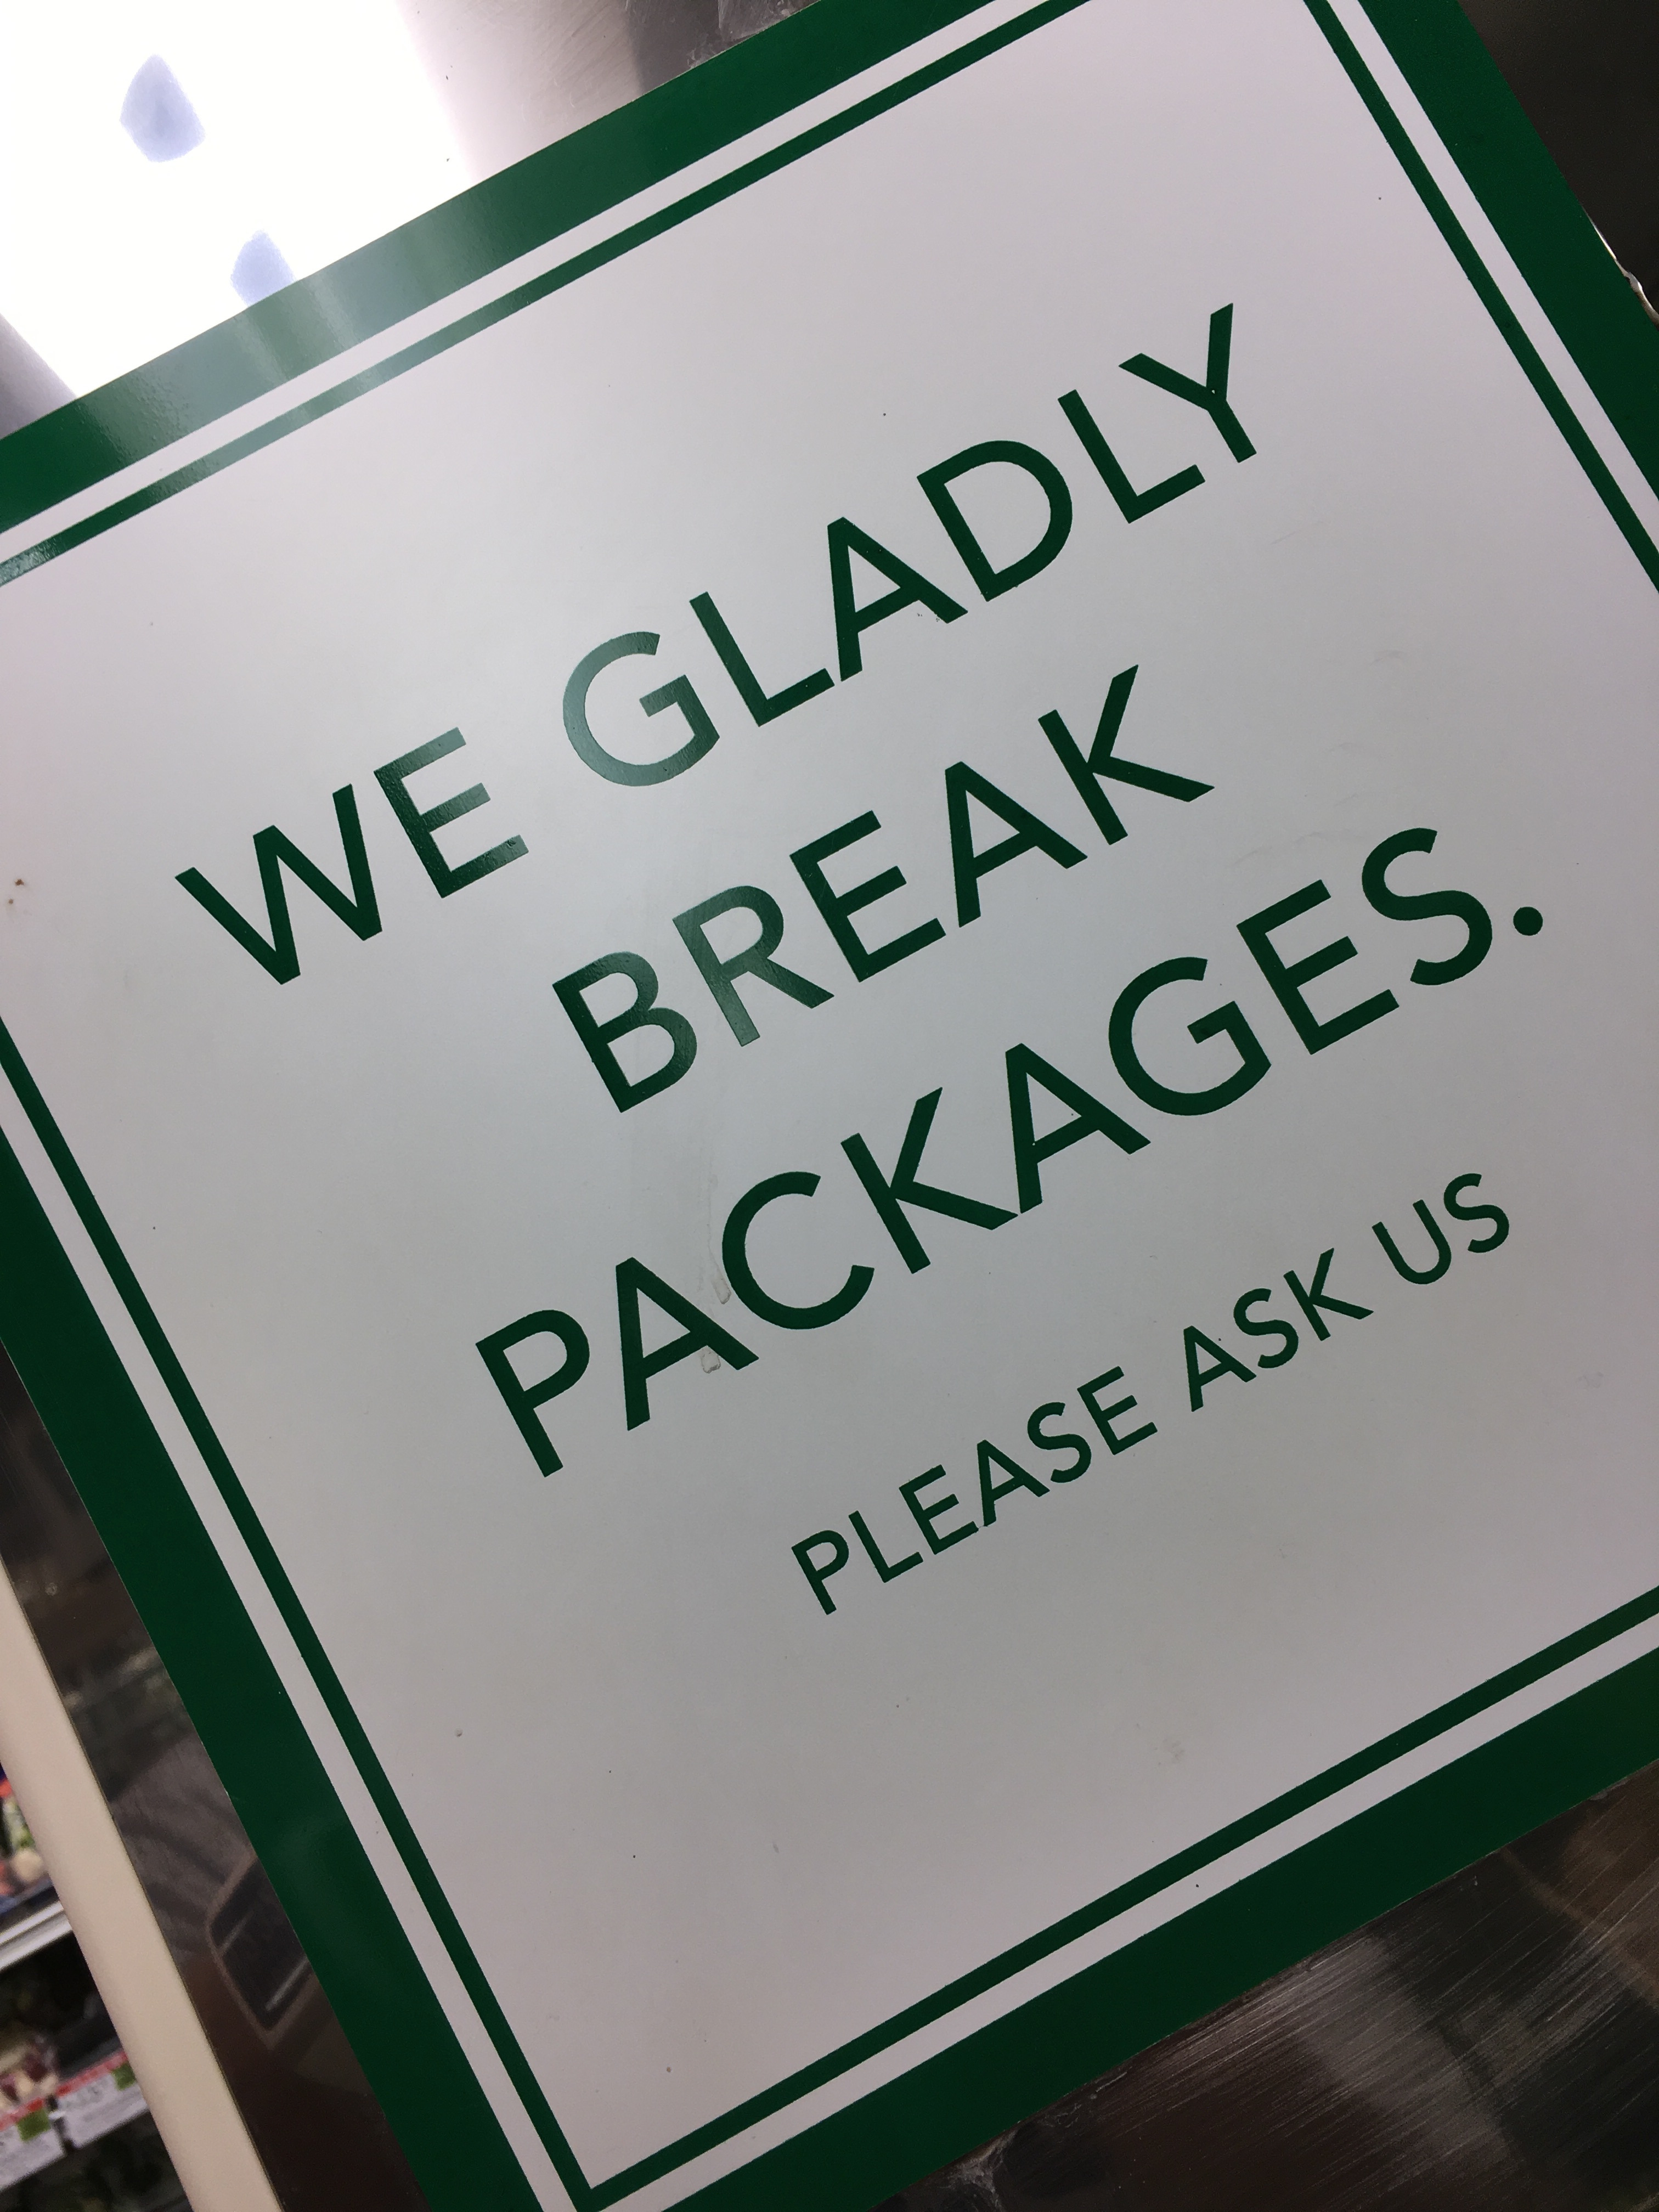 WE GLADLY
BREAK
PACKAGES.
PLEASE ASK US